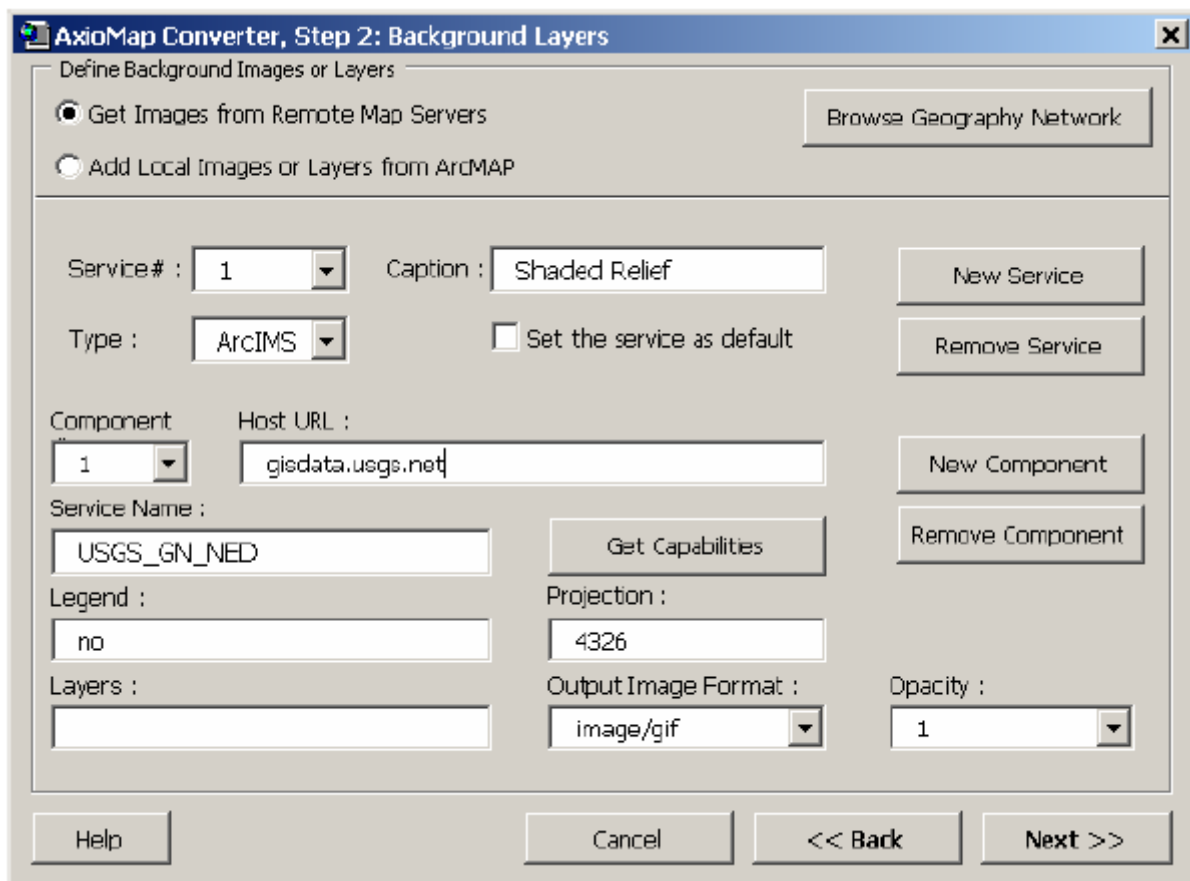 AxioMap Converter, Step 2: Background Layers
Define Background Images or Layers
Get Images from Remote Map Servers
Browse Geography Network
Add Local Images or Layers from ArcMAP
Service# : 1 Caption : Shaded Relief New Service
Type : ArcIMS Set the service as default Remove Service
Component Host URL :
1 gisdata.usgs.net New Component
Service Name :
USGS_GN_NED Get Capabilities Remove Component
Legend : Projection :
no 4326
Layers : Output Image Format : Opacity :
image/gif 1
Help Cancel << Back Next >>